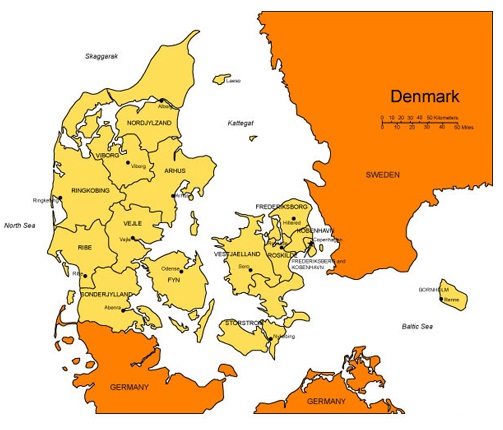 Skaggarak
Laeso
Denmark
0 10 20 30 40 50 Kilometers
0 10 20 30 40 50 Miles
Alborg
NORDJYLZAND
Kattegat
VIBORG
Viborg
ARHUS
SWEDEN
RINGKOBING
Ringkobing
FREDERIKSBORG
Hillerod
North Sea
VEJLE
Vejle
KOBENHAVN
Copenhagen
RIBE
VESTJAELLAND
ROSKILDE
FREDERIKSBERG and
KOBENHAVN
Ribe
Odense
FYN
Soro
SONDERJYLLAND
Abenra
BORNHOLM
Ronne
STORSTROM
Nykobing
Baltic Sea
GERMANY
GERMANY